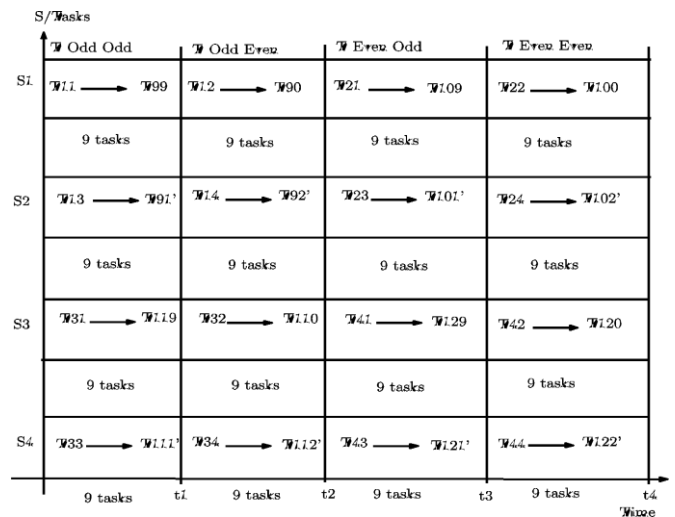 S/Tasks
T Odd Odd T Odd Even T Even Odd T Even Even
S1 T11 → T99 T12 → T90 T21 → T109 T22 → T100
9 tasks 9 tasks 9 tasks 9 tasks
S2 T13 → T91' T14 → T92' T23 → T101' T24 → T102'
9 tasks 9 tasks 9 tasks 9 tasks
S3 T31 → T119 T32 → T110 T41 → T129 T42 → T120
9 tasks 9 tasks 9 tasks 9 tasks
S4 T33 → T111' T34 → T112' T43 → T121' T44 → T122'
9 tasks t1 9 tasks t2 9 tasks t3 9 tasks t4
Time